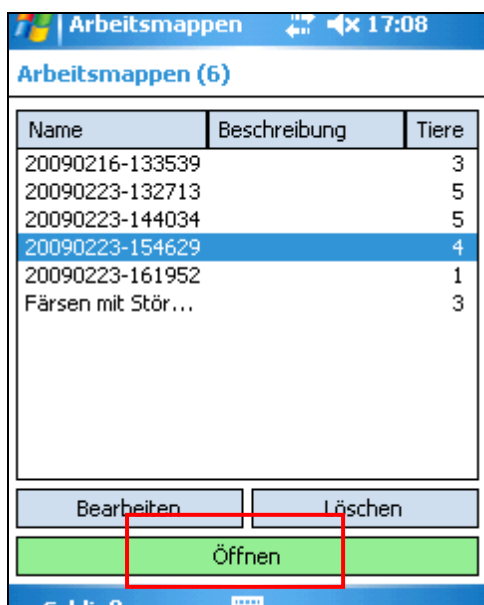 Arbeitsmappen 17:08
Arbeitsmappen (6)
Name Beschreibung Tiere
20090216-133539 3
20090223-132713 5
20090223-144034 5
20090223-154629 4
20090223-161952 1
Färsen mit Stör... 3
Bearbeiten Löschen
Öffnen